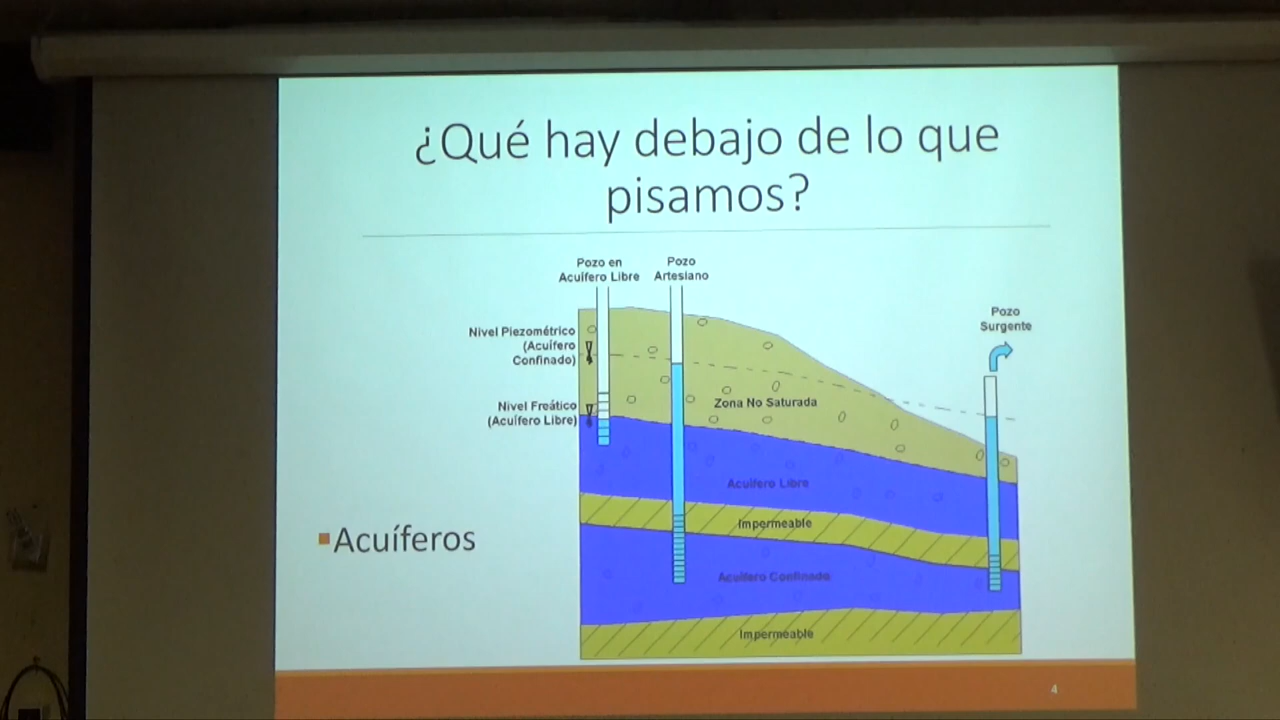 ¿Qué hay debajo de lo que
pisamos?
Pozo en
Acuífero Libre
Pozo
Artesiano
Nivel Piezométrico
(Acuífero
Confinado)
Nivel Freático
(Acuífero Libre)
Pozo
Surgente
Zona No Saturada
Acuífero Libre
Impermeable
Acuífero Confinado
Impermeable
Acuíferos
4